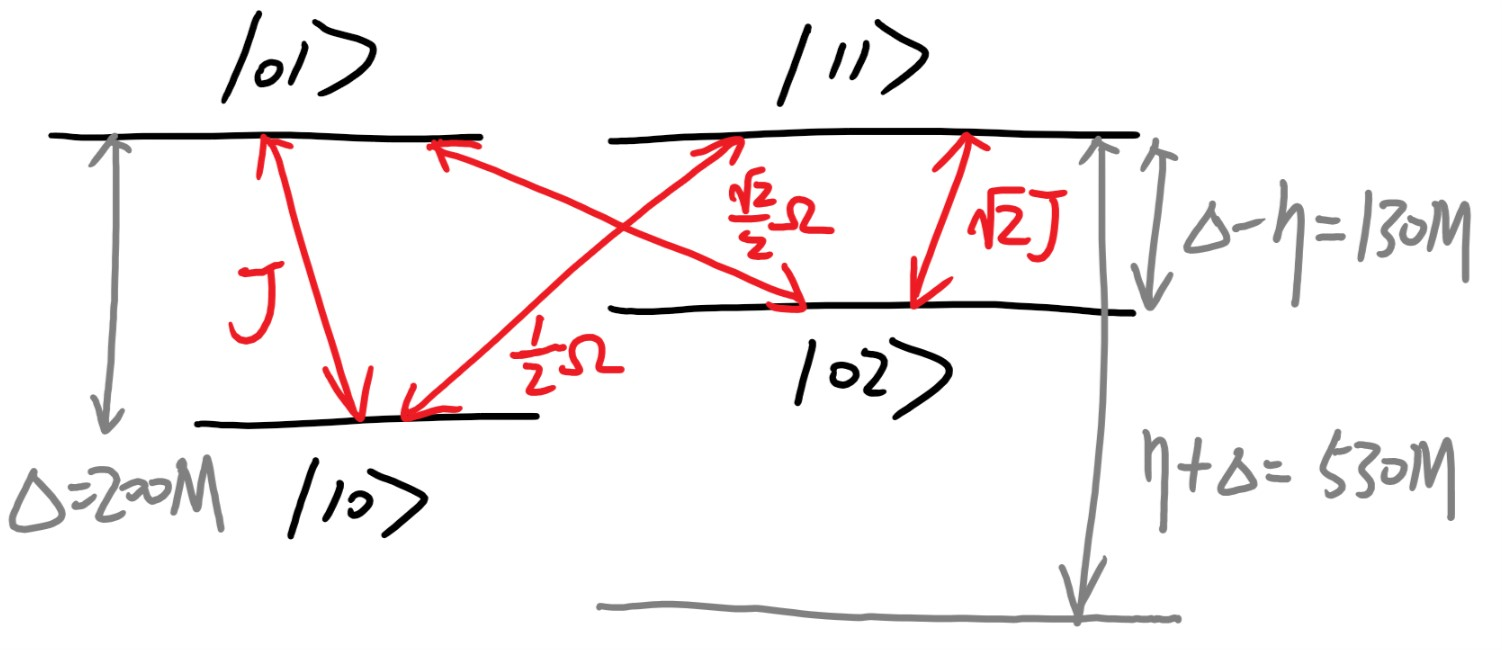 |01>
|11>
√2/2 Ω
√2J
Δ-η=130M
J
1/2 Ω
|02>
Δ=200M
|10>
η+Δ=530M